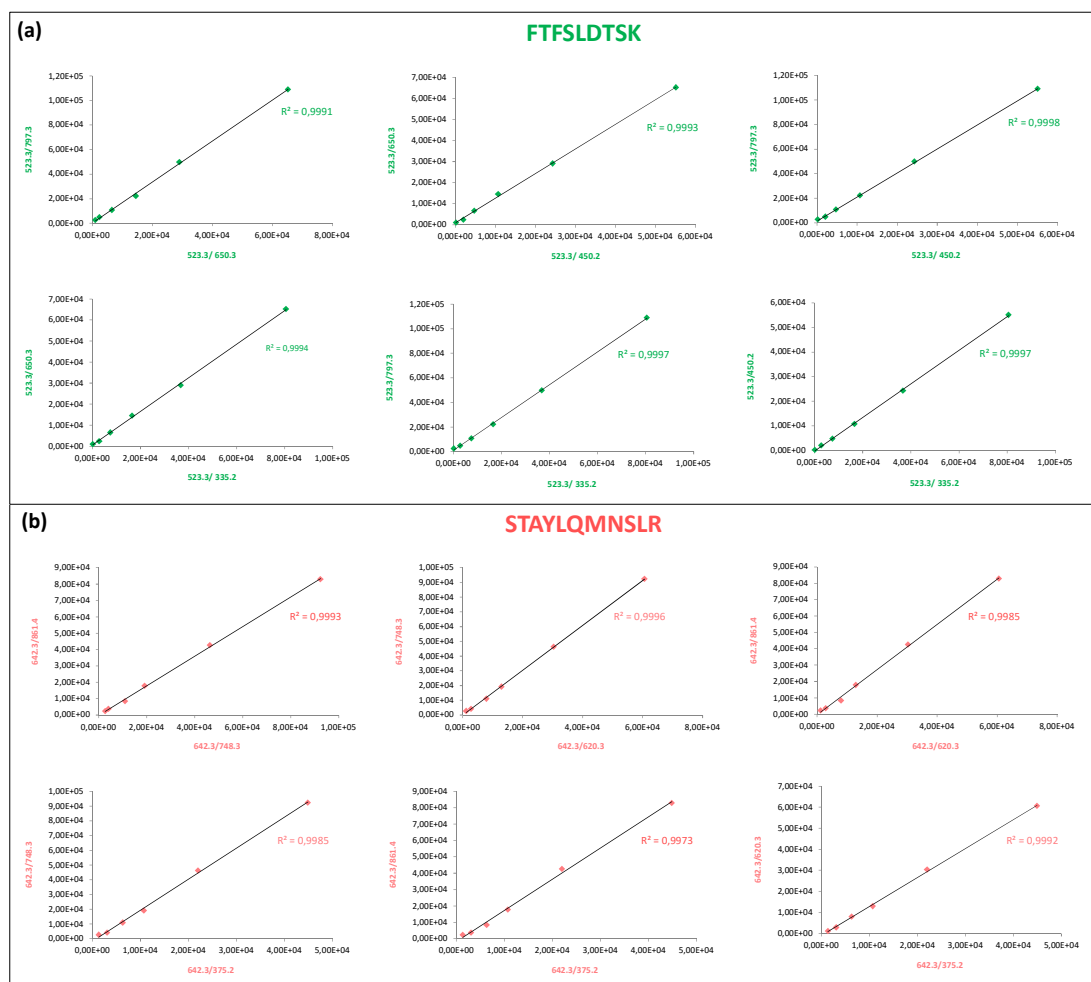 (a)
FTFSLDTSK
1,20E+05
1,00E+05
8,00E+04
6,00E+04
4,00E+04
2,00E+04
0,00E+00
523.3/797.3
R² = 0,9991
0,00E+00 2,00E+04 4,00E+04 6,00E+04 8,00E+04
523.3/ 650.3
7,00E+04
6,00E+04
5,00E+04
4,00E+04
3,00E+04
2,00E+04
1,00E+04
0,00E+00
523.3/650.3
R² = 0,9993
0,00E+00 1,00E+04 2,00E+04 3,00E+04 4,00E+04 5,00E+04 6,00E+04
523.3/ 450.2
1,20E+05
1,00E+05
8,00E+04
6,00E+04
4,00E+04
2,00E+04
0,00E+00
523.3/797.3
R² = 0,9998
0,00E+00 1,00E+04 2,00E+04 3,00E+04 4,00E+04 5,00E+04 6,00E+04
523.3/ 450.2
7,00E+04
6,00E+04
5,00E+04
4,00E+04
3,00E+04
2,00E+04
1,00E+04
0,00E+00
523.3/650.3
R² = 0,9994
0,00E+00 2,00E+04 4,00E+04 6,00E+04 8,00E+04 1,00E+05
523.3/ 335.2
1,20E+05
1,00E+05
8,00E+04
6,00E+04
4,00E+04
2,00E+04
0,00E+00
523.3/797.3
R² = 0,9997
0,00E+00 2,00E+04 4,00E+04 6,00E+04 8,00E+04 1,00E+05
523.3/ 335.2
6,00E+04
5,00E+04
4,00E+04
3,00E+04
2,00E+04
1,00E+04
0,00E+00
523.3/450.2
R² = 0,9997
0,00E+00 2,00E+04 4,00E+04 6,00E+04 8,00E+04 1,00E+05
523.3/ 335.2
(b)
STAYLQMNSLR
9,00E+04
8,00E+04
7,00E+04
6,00E+04
5,00E+04
4,00E+04
3,00E+04
2,00E+04
1,00E+04
0,00E+00
642.3/861.4
R² = 0,9993
0,00E+00 2,00E+04 4,00E+04 6,00E+04 8,00E+04 1,00E+05
642.3/748.3
1,00E+05
9,00E+04
8,00E+04
7,00E+04
6,00E+04
5,00E+04
4,00E+04
3,00E+04
2,00E+04
1,00E+04
0,00E+00
642.3/748.3
R² = 0,9996
0,00E+00 2,00E+04 4,00E+04 6,00E+04 8,00E+04
642.3/620.3
9,00E+04
8,00E+04
7,00E+04
6,00E+04
5,00E+04
4,00E+04
3,00E+04
2,00E+04
1,00E+04
0,00E+00
642.3/861.4
R² = 0,9985
0,00E+00 2,00E+04 4,00E+04 6,00E+04 8,00E+04
642.3/620.3
1,00E+05
9,00E+04
8,00E+04
7,00E+04
6,00E+04
5,00E+04
4,00E+04
3,00E+04
2,00E+04
1,00E+04
0,00E+00
642.3/748.3
R² = 0,9985
0,00E+00 1,00E+04 2,00E+04 3,00E+04 4,00E+04 5,00E+04
642.3/375.2
9,00E+04
8,00E+04
7,00E+04
6,00E+04
5,00E+04
4,00E+04
3,00E+04
2,00E+04
1,00E+04
0,00E+00
642.3/861.4
R² = 0,9973
0,00E+00 1,00E+04 2,00E+04 3,00E+04 4,00E+04 5,00E+04
642.3/375.2
7,00E+04
6,00E+04
5,00E+04
4,00E+04
3,00E+04
2,00E+04
1,00E+04
0,00E+00
642.3/620.3
R² = 0,9992
0,00E+00 1,00E+04 2,00E+04 3,00E+04 4,00E+04 5,00E+04
642.3/375.2